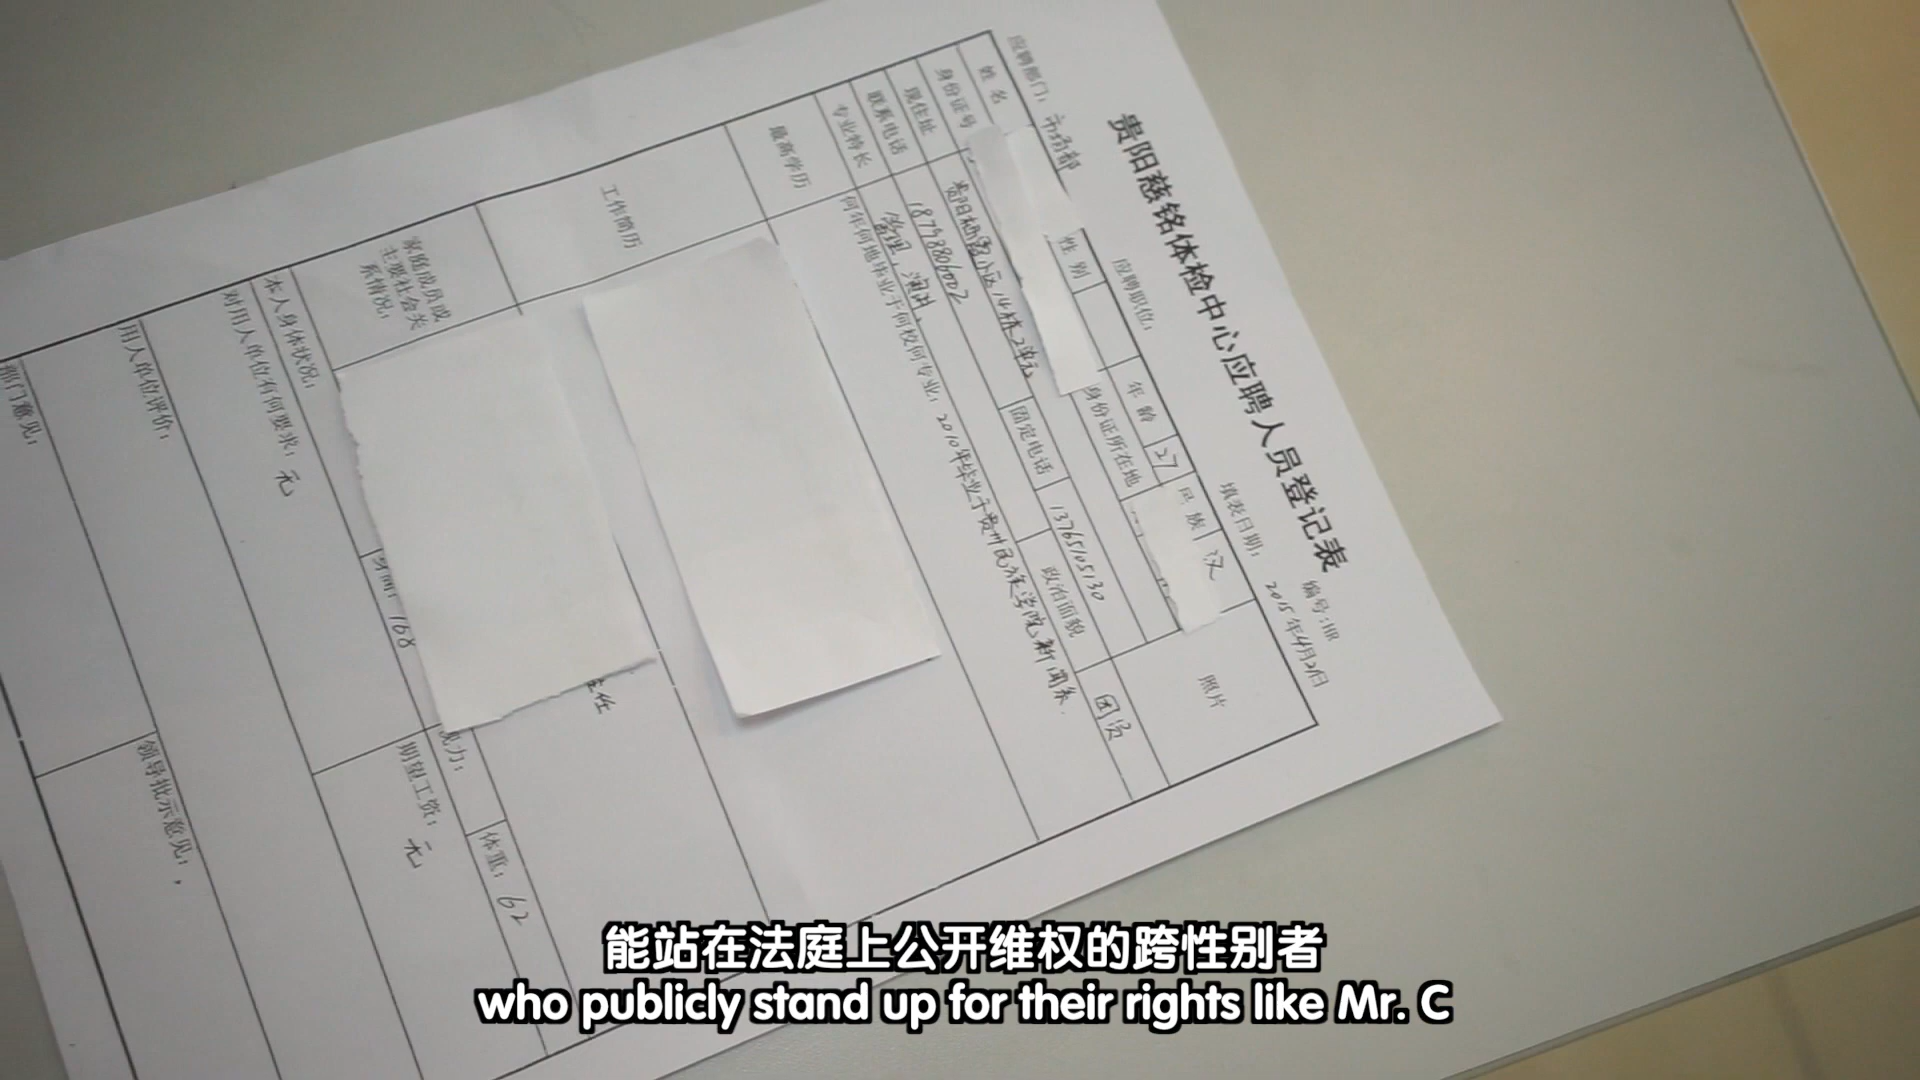 贵阳慈铭体检中心应聘人员登记表
编号:HR
应聘部门: 市场部 应聘职位: 填表日期: 2015年4月21日
姓名 性别 年龄 27 民族 汉 照片
身份证号 身份证所在地
现住址
联系电话 18798806002 固定电话 13765105130 政治面貌 团员
专业特长 管理,
最高学历 何年何地毕业于何校何专业: 2010年毕业于贵州民族学院新闻系.
工作简历
主任
家庭成员或
主要社会关
系情况:
本人身体状况: 身高: 168 视力: 体重: 62
对用人单位有何要求: 无 期望工资: 无
用人单位评价:
部门意见: 领导批示意见:
能站在法庭上公开维权的跨性别者
who publicly stand up for their rights like Mr. C